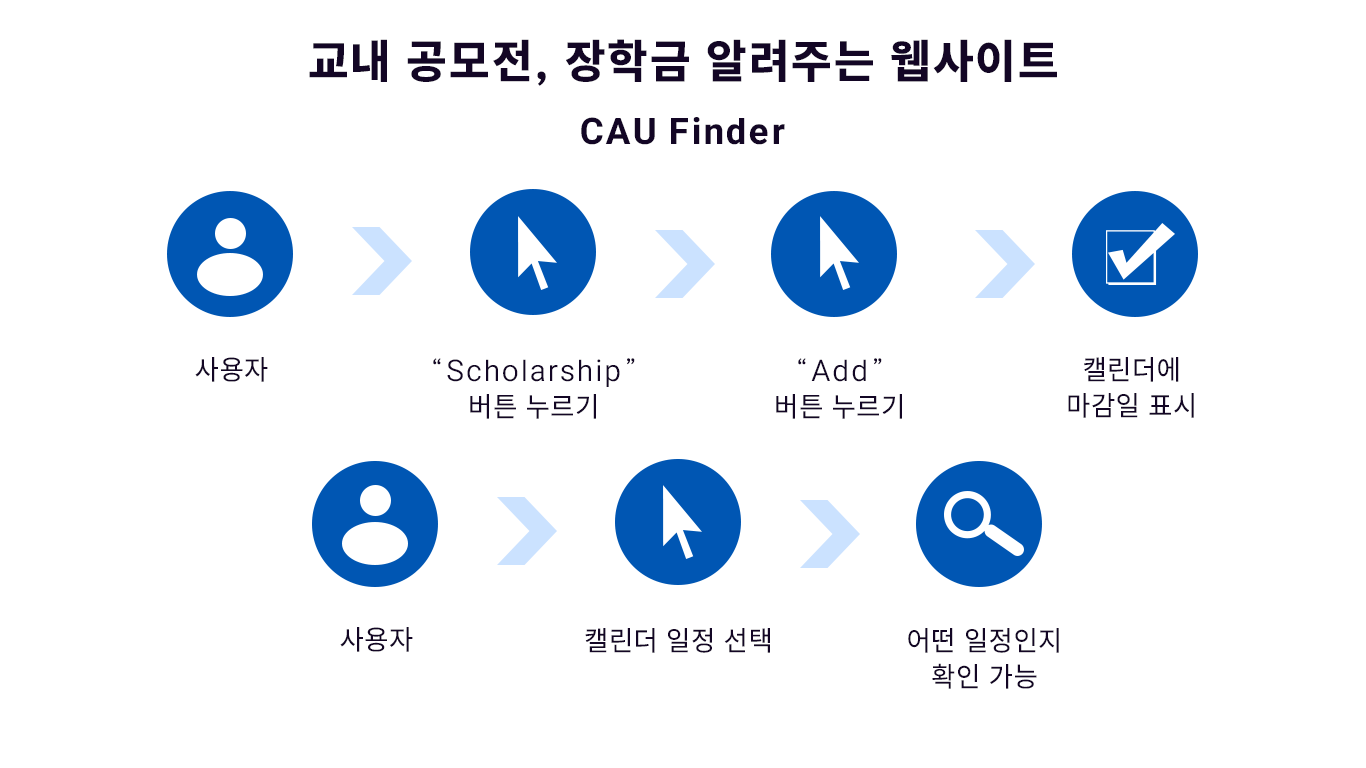 교내 공모전, 장학금 알려주는 웹사이트
CAU Finder
사용자
“Scholarship”
버튼 누르기
“Add”
버튼 누르기
캘린더에
마감일 표시
사용자
캘린더 일정 선택
어떤 일정인지
확인 가능